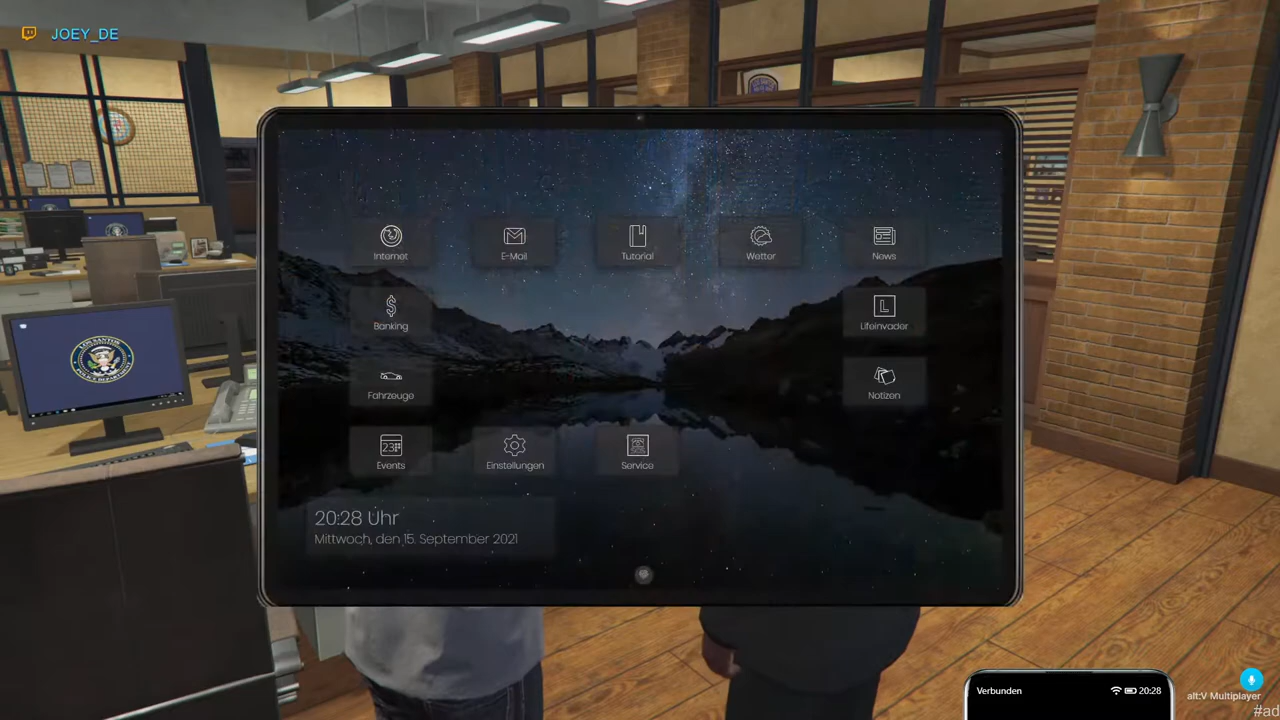 JOEY_DE
Internet
E-Mail
Tutorial
Wetter
News
Banking
Lifeinvader
Fahrzeuge
Notizen
23
Events
Einstellungen
Service
20:28 Uhr
Mittwoch, den 15. September 2021
Verbunden
20:28
alt:V Multiplayer
#ad